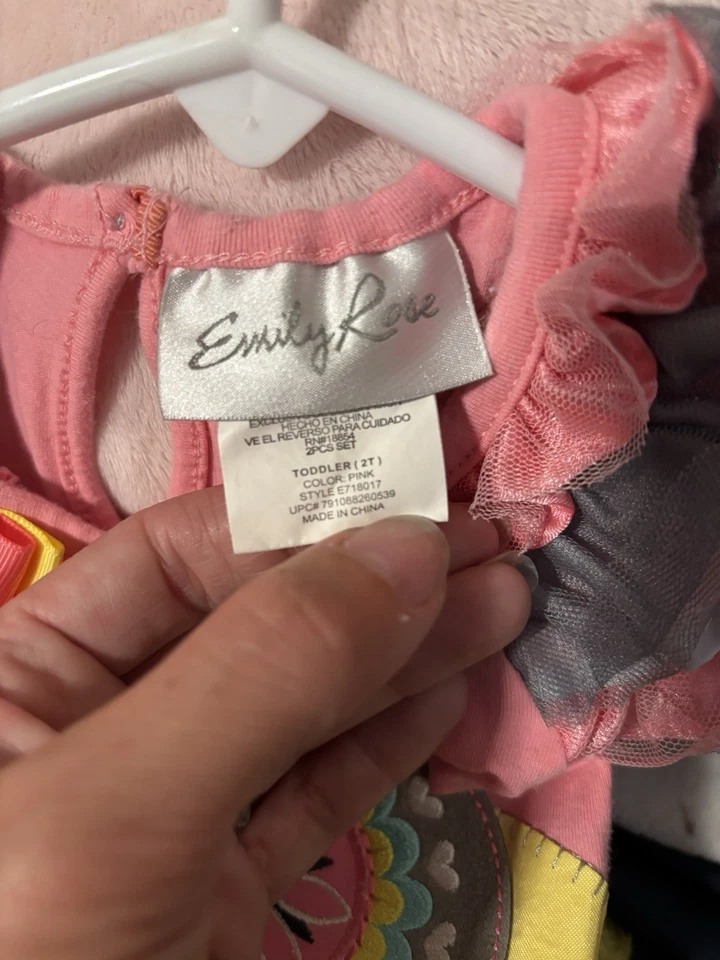 Emily Rose
HECHO EN CHINA
VE EL REVERSO PARA CUIDADO
RN#18854
2PCS SET
TODDLER ( 2T )
COLOR: PINK
STYLE E718017
UPC# 791088260539
MADE IN CHINA